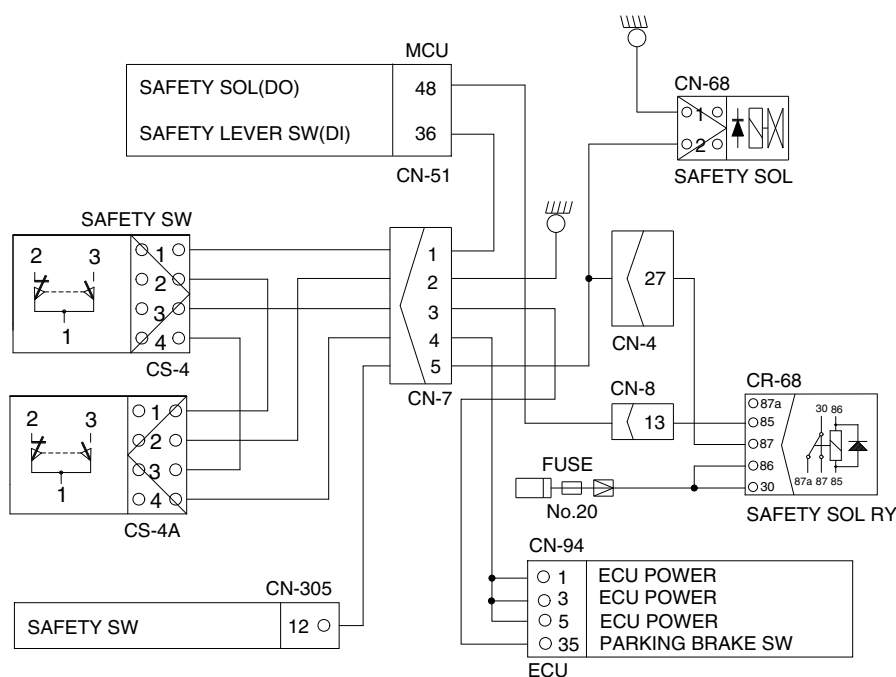 MCU
SAFETY SOL(DO) 48
SAFETY LEVER SW(DI) 36
CN-51
CN-68
1
2
SAFETY SOL
SAFETY SW
2 3
1
1
2
3
4
CS-4
1
2
3
4
5
CN-7
27
CN-4
2 3
1
1
2
3
4
CS-4A
CN-8
13
CR-68
87a
85
87
86
30
30 86
87a 87 85
SAFETY SOL RY
FUSE
No.20
CN-305
SAFETY SW 12
CN-94
1 ECU POWER
3 ECU POWER
5 ECU POWER
35 PARKING BRAKE SW
ECU